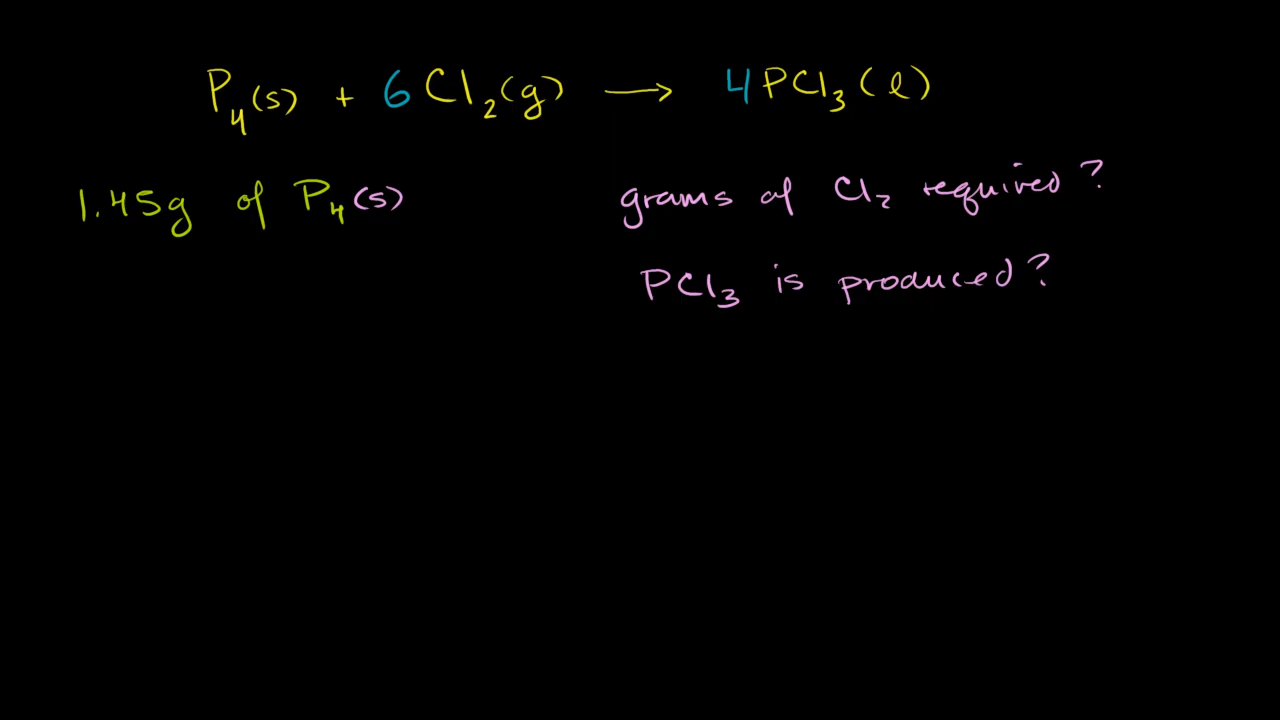 P₄(s) + 6Cl₂(g) → 4PCl₃(l)
1.45g of P₄(s) grams of Cl₂ required?
PCl₃ is produced?